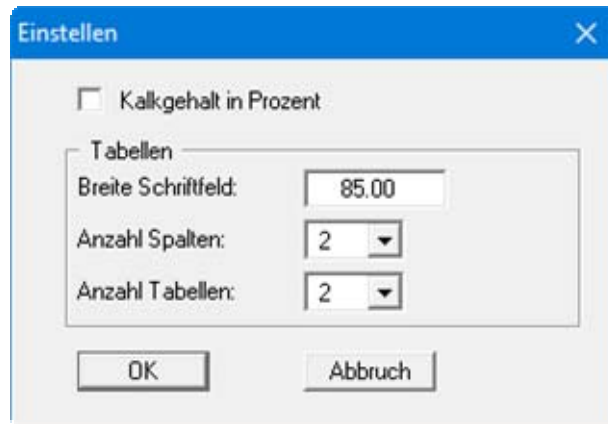 Einstellen
Kalkgehalt in Prozent
Tabellen
Breite Schriftfeld: 85.00
Anzahl Spalten: 2
Anzahl Tabellen: 2
OK Abbruch